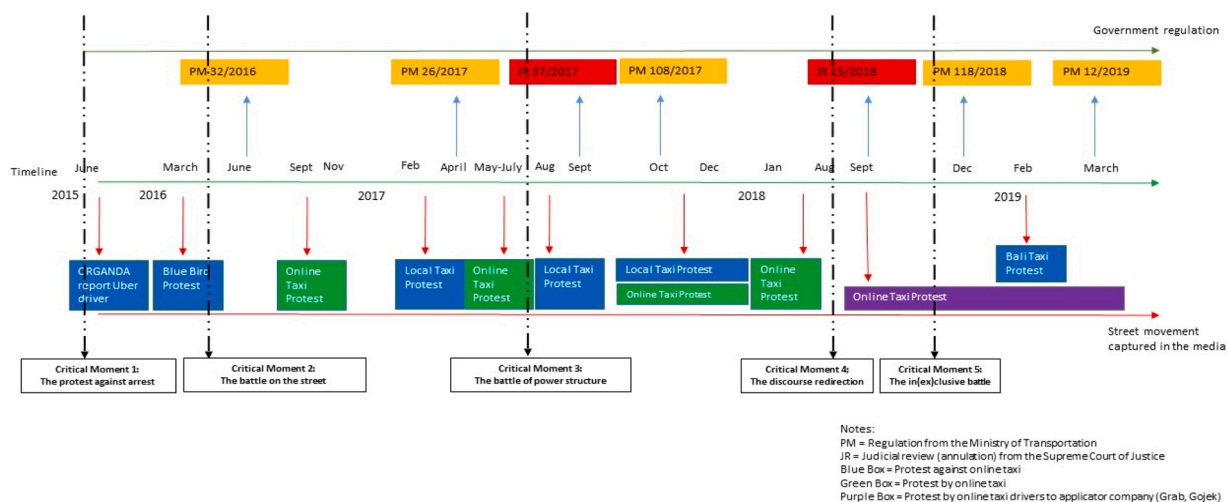 Government regulation
PM 32/2016
PM 26/2017
JR 37/2017
PM 108/2017
JR 15/2018
PM 118/2018
PM 12/2019
Timeline
June
March
June
Sept
Nov
Feb
April
May-July
Aug
Sept
Oct
Dec
Jan
Aug
Sept
Dec
Feb
March
2015
2016
2017
2018
2019
ORGANDA
report Uber
driver
Blue Bird
Protest
Online
Taxi
Protest
Local Taxi
Protest
Online
Taxi
Protest
Local Taxi
Protest
Local Taxi Protest
Online Taxi Protest
Online
Taxi
Protest
Online Taxi Protest
Bali Taxi
Protest
Street movement
captured in the media
Critical Moment 1:
The protest against arrest
Critical Moment 2:
The battle on the street
Critical Moment 3:
The battle of power structure
Critical Moment 4:
The discourse redirection
Critical Moment 5:
The in(ex)clusive battle
Notes:
PM = Regulation from the Ministry of Transportation
JR = Judicial review (annulation) from the Supreme Court of Justice
Blue Box = Protest against online taxi
Green Box = Protest by online taxi
Purple Box = Protest by online taxi drivers to applicator company (Grab, Gojek)